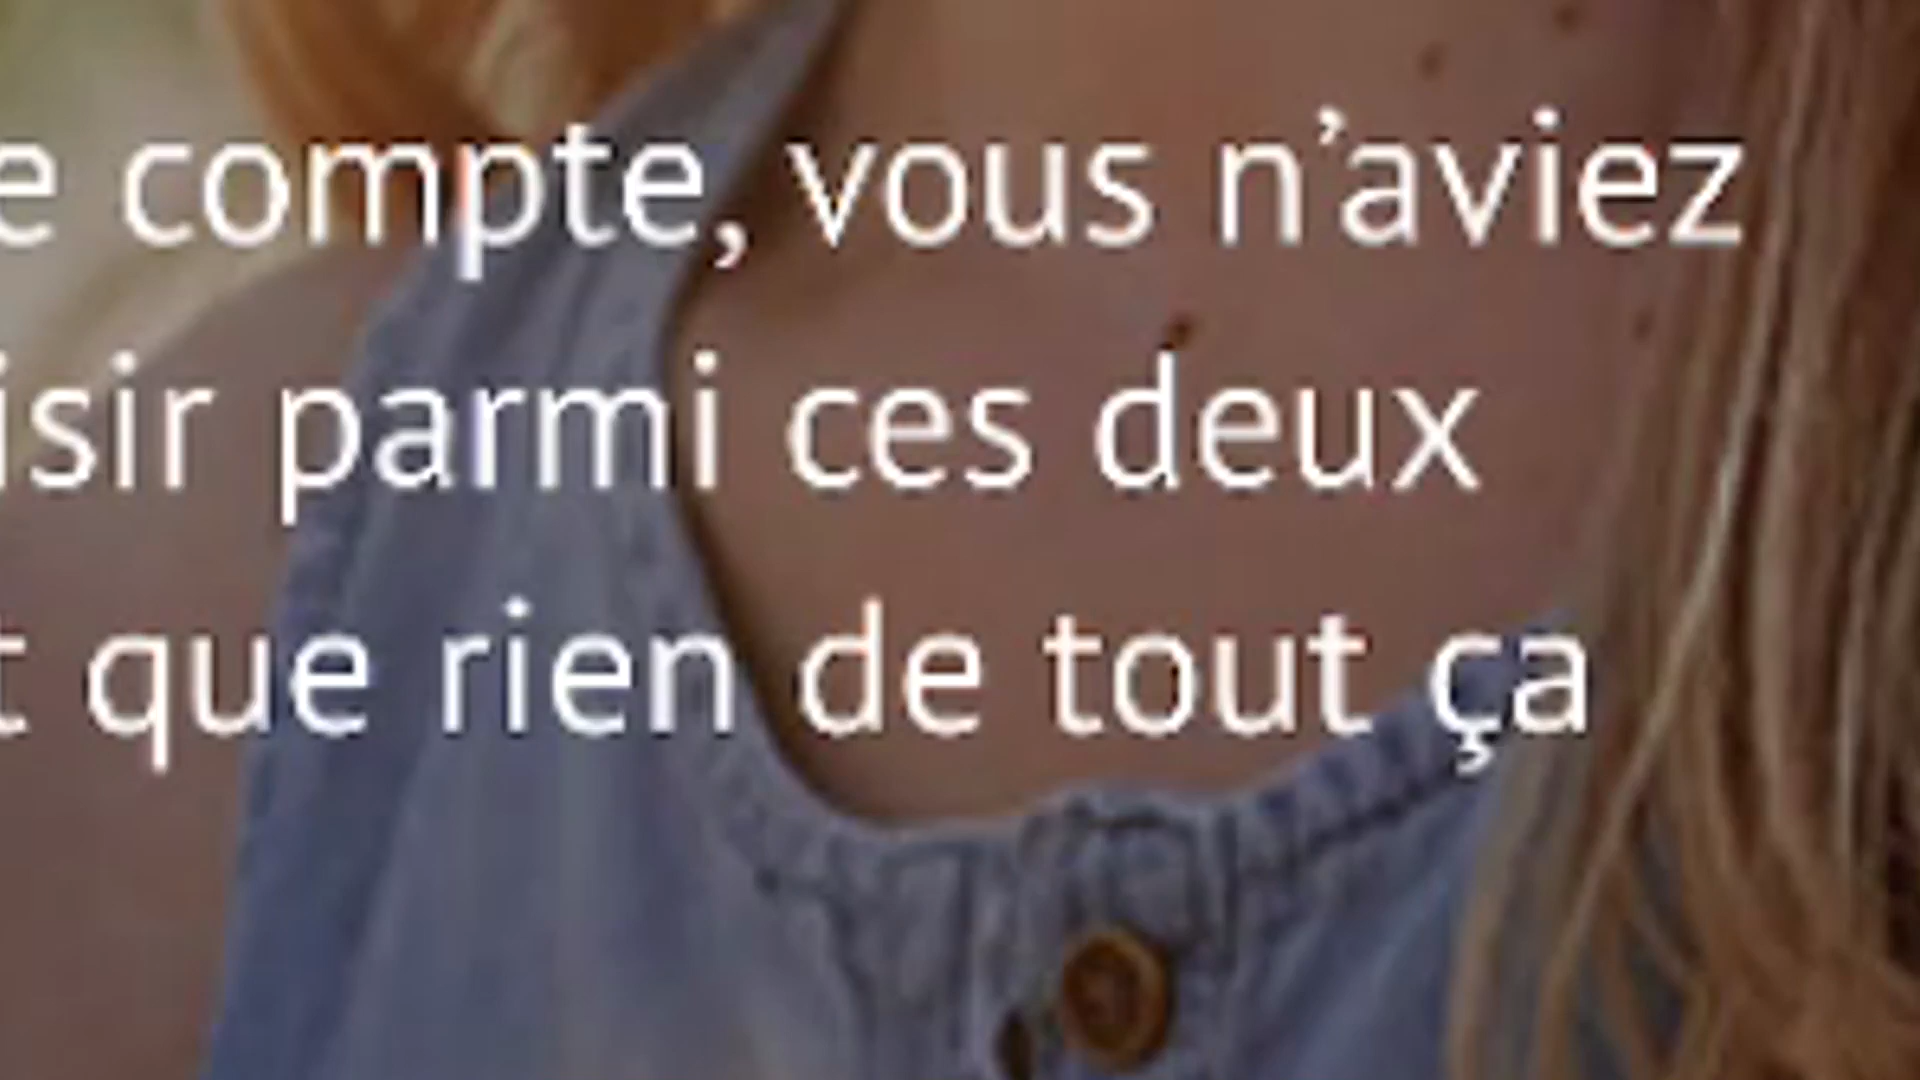 e compte, vous n’aviez
isir parmi ces deux
t que rien de tout ça